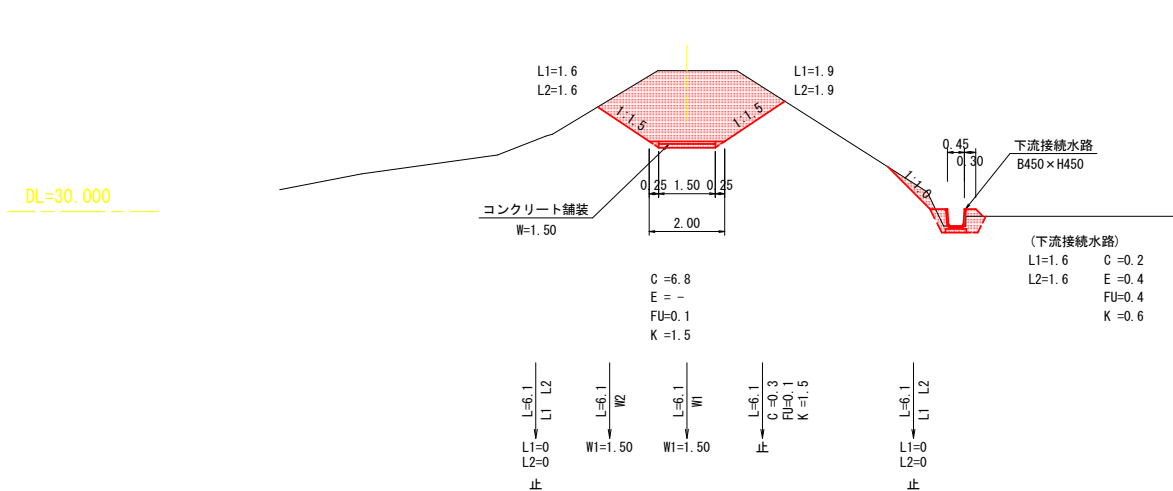 L1=1.6
L2=1.6
L1=1.9
L2=1.9
1:1.5
1:1.5
DL=30.000
0.25 1.50 0.25
2.00
コンクリート舗装
W=1.50
1:1.0
0.45
0.30
下流接続水路
B450×H450
(下流接続水路)
L1=1.6 C =0.2
L2=1.6 E =0.4
FU=0.4
K =0.6
C =6.8
E = -
FU=0.1
K =1.5
L=6.1
L1 L2
L1=0
L2=0
止
L=6.1
W2
W1=1.50
L=6.1
W1
W1=1.50
L=6.1
C =0.3
FU=0.1
K =1.5
止
L=6.1
L1 L2
L1=0
L2=0
止